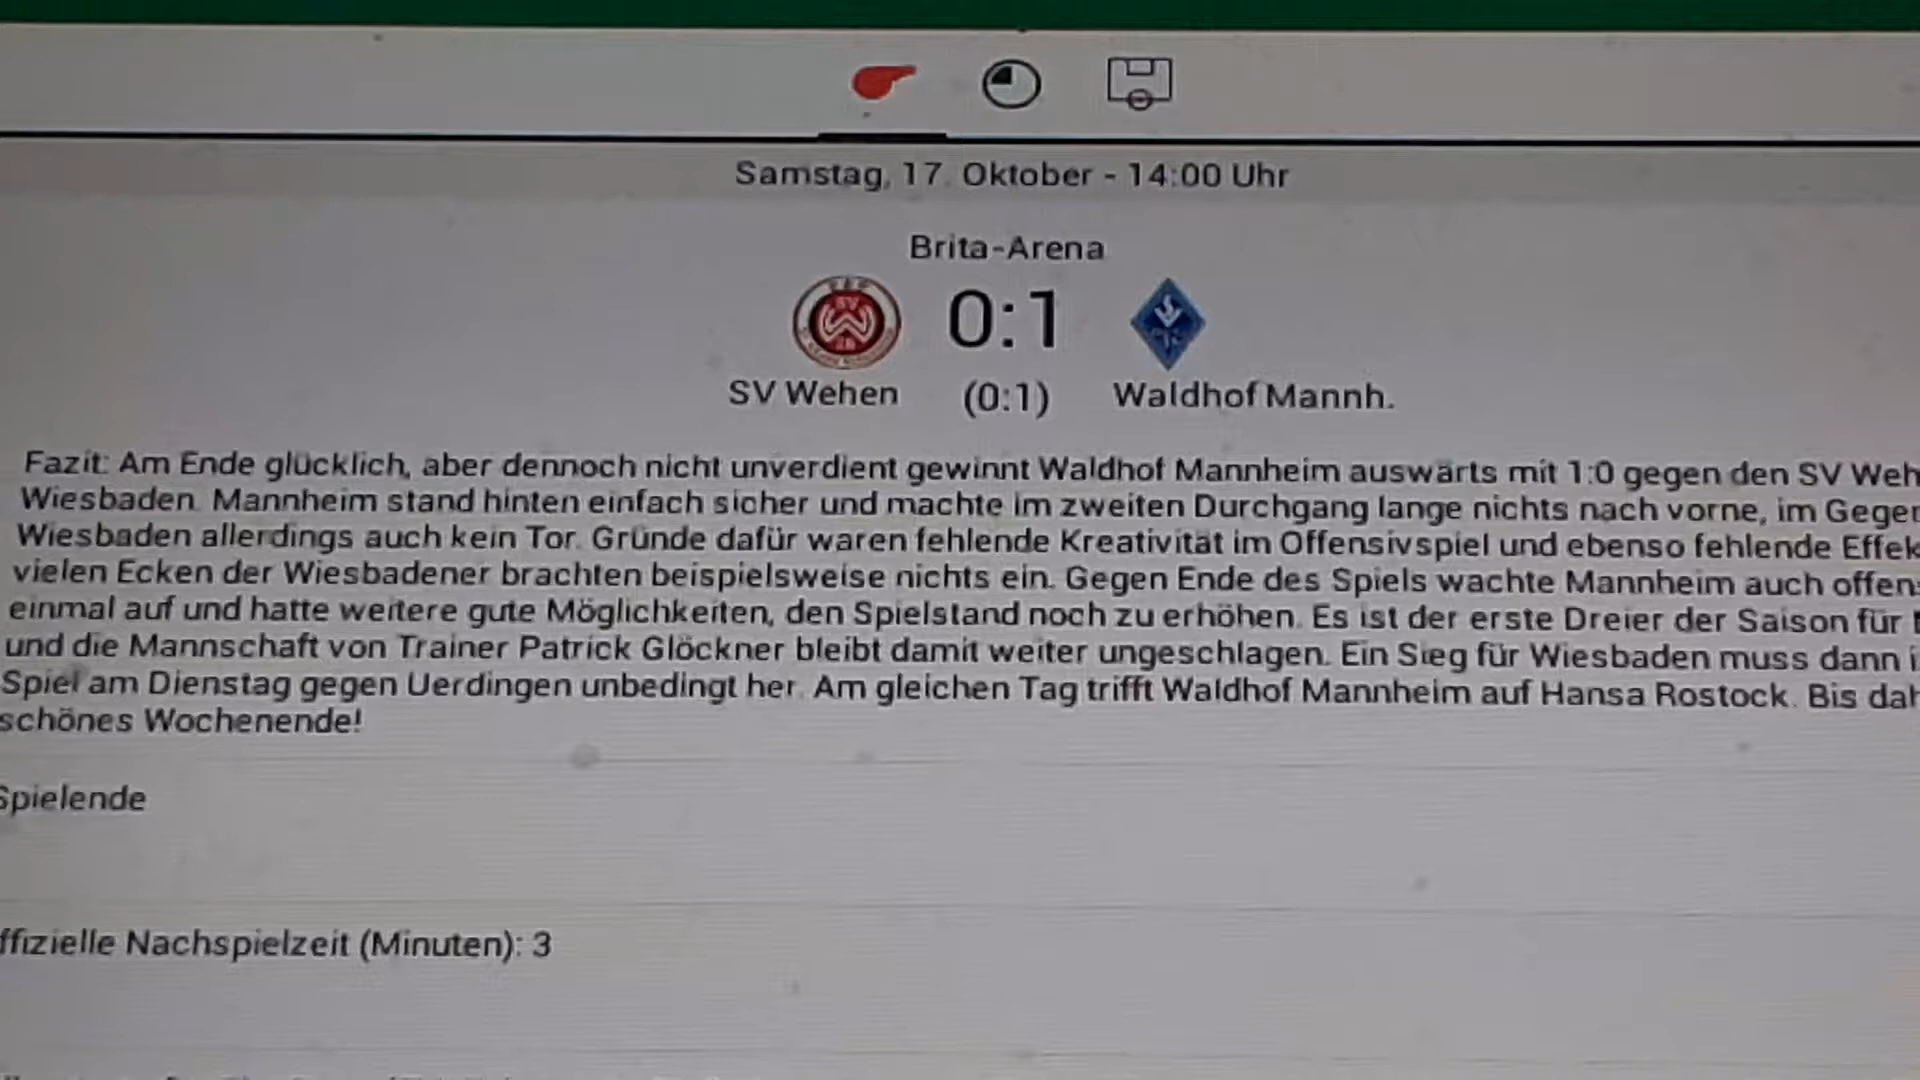 Samstag, 17. Oktober - 14:00 Uhr
Brita-Arena
0:1
SV Wehen (0:1) Waldhof Mannh.
Fazit: Am Ende glücklich, aber dennoch nicht unverdient gewinnt Waldhof Mannheim auswärts mit 1:0 gegen den SV Weh
Wiesbaden. Mannheim stand hinten einfach sicher und machte im zweiten Durchgang lange nichts nach vorne, im Gegen
Wiesbaden allerdings auch kein Tor. Gründe dafür waren fehlende Kreativität im Offensivspiel und ebenso fehlende Effek
vielen Ecken der Wiesbadener brachten beispielsweise nichts ein. Gegen Ende des Spiels wachte Mannheim auch offens
einmal auf und hatte weitere gute Möglichkeiten, den Spielstand noch zu erhöhen. Es ist der erste Dreier der Saison für
und die Mannschaft von Trainer Patrick Glöckner bleibt damit weiter ungeschlagen. Ein Sieg für Wiesbaden muss dann i
Spiel am Dienstag gegen Uerdingen unbedingt her. Am gleichen Tag trifft Waldhof Mannheim auf Hansa Rostock. Bis dah
schönes Wochenende!
Spielende
ffizielle Nachspielzeit (Minuten): 3